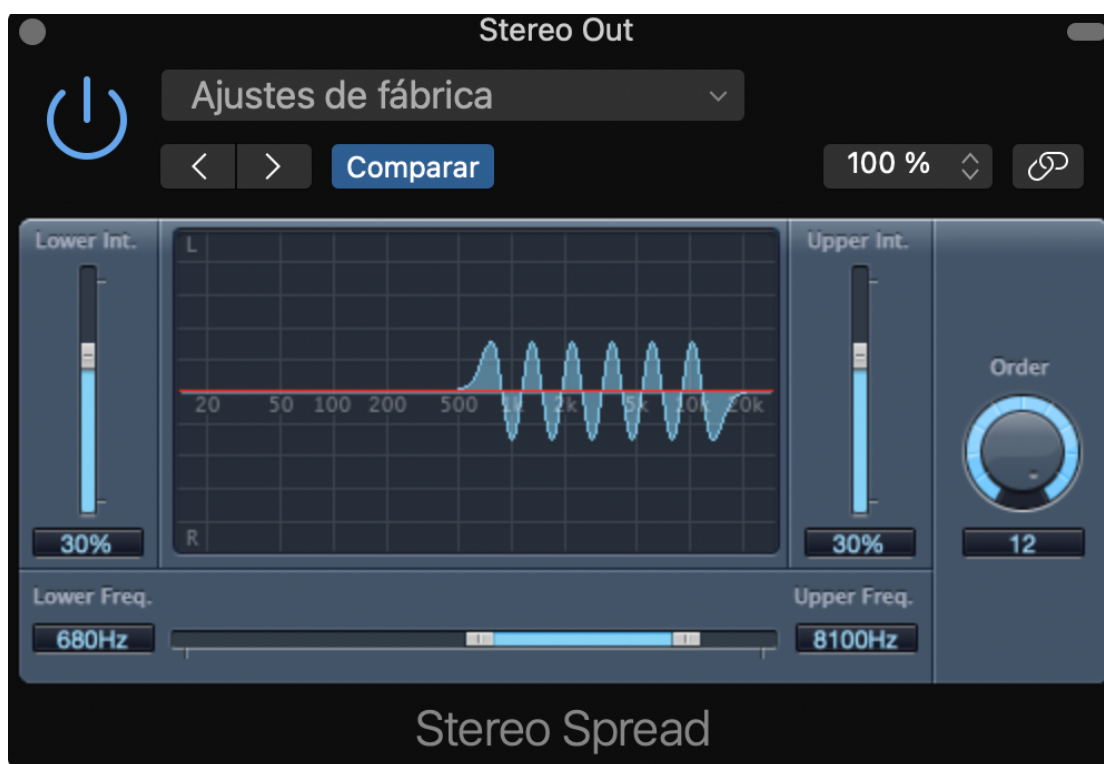 Stereo Out
Ajustes de fábrica
Comparar
100 %
Lower Int.
L
Upper Int.
Order
20 50 100 200 500 1k 2k 5k 10k 20k
R
30%
30%
12
Lower Freq.
Upper Freq.
680Hz
8100Hz
Stereo Spread